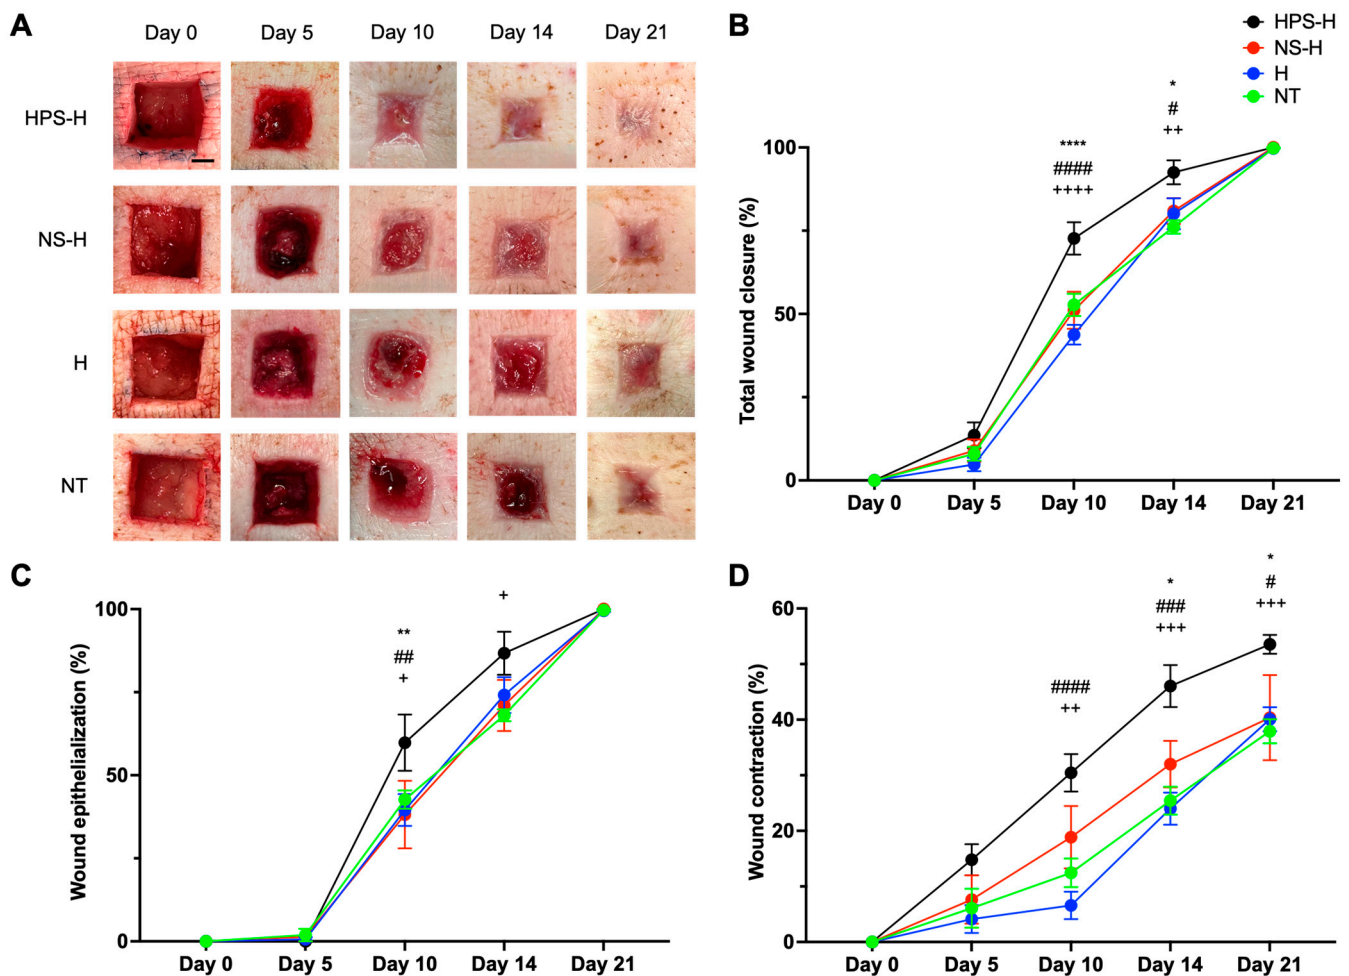 A
Day 0 Day 5 Day 10 Day 14 Day 21
HPS-H
NS-H
H
NT
B
HPS-H
NS-H
H
NT
*
#
++
****
####
++++
100
50
0
Total wound closure (%)
Day 0 Day 5 Day 10 Day 14 Day 21
C
+
**
##
+
100
50
0
Wound epithelialization (%)
Day 0 Day 5 Day 10 Day 14 Day 21
D
*
#
+++
*
###
+++
####
++
60
40
20
0
Wound contraction (%)
Day 0 Day 5 Day 10 Day 14 Day 21